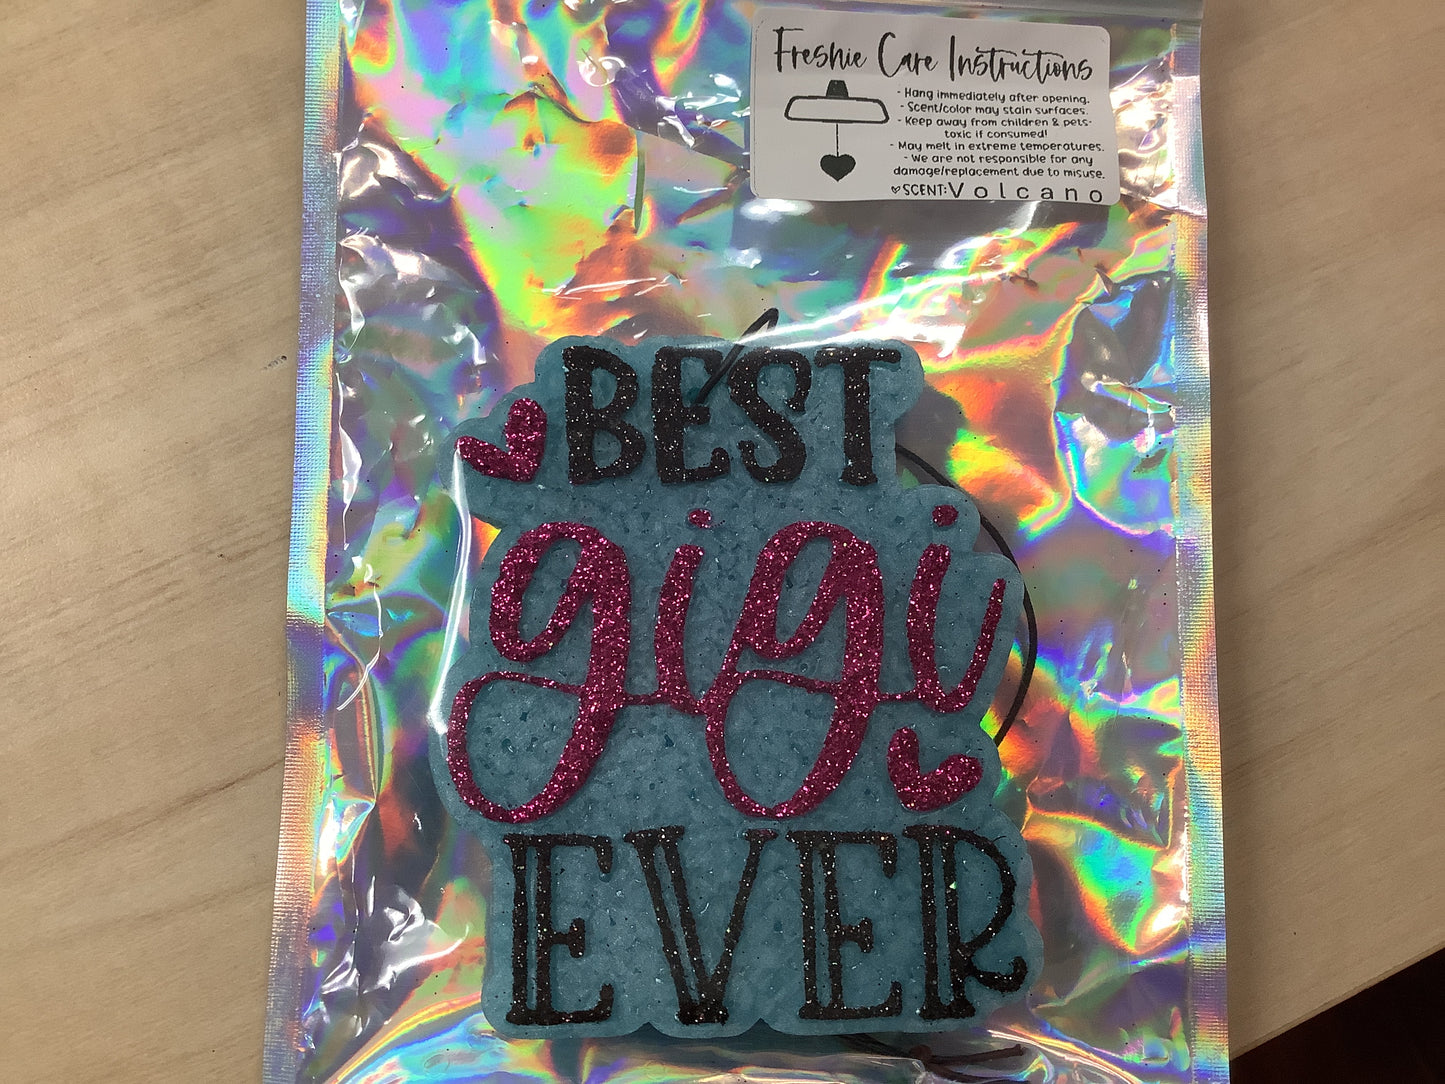 Freshie Care Instructions
- Hang immediately after opening.
- Scent/color may stain surfaces.
- Keep away from children & pets-
toxic if consumed!
- May melt in extreme temperatures.
- We are not responsible for any
damage/replacement due to misuse.
SCENT: Volcano
BEST
gigi
EVER